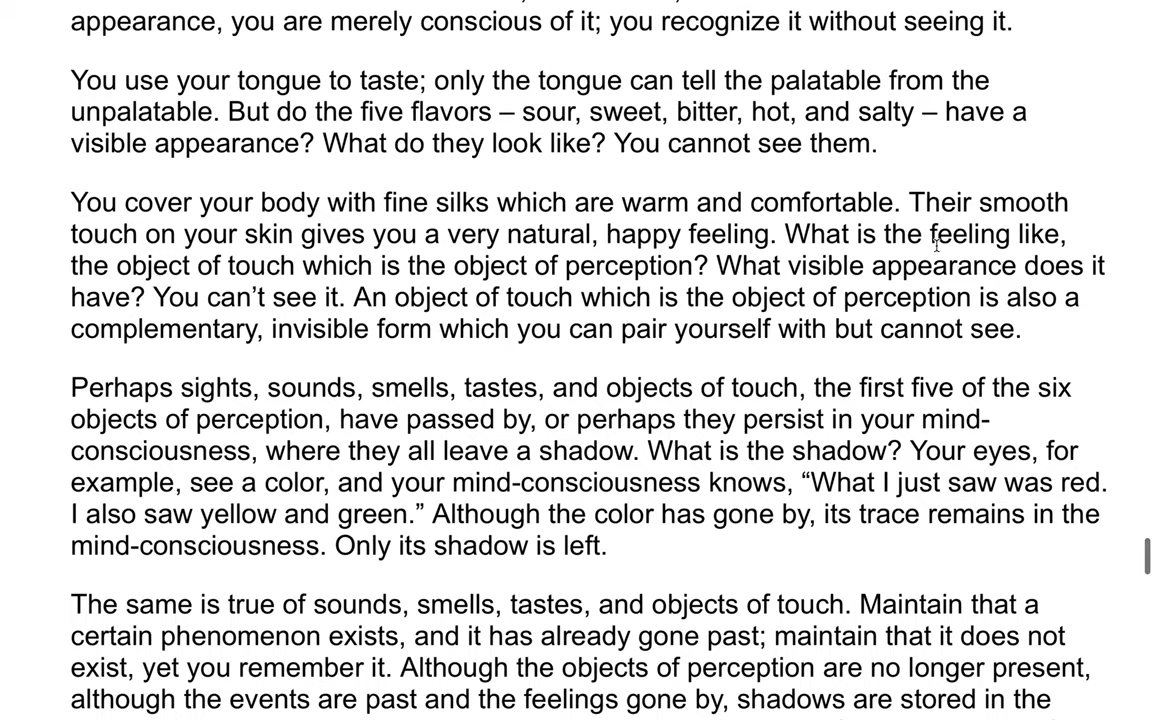 appearance, you are merely conscious of it; you recognize it without seeing it.
You use your tongue to taste; only the tongue can tell the palatable from the
unpalatable. But do the five flavors – sour, sweet, bitter, hot, and salty – have a
visible appearance? What do they look like? You cannot see them.
You cover your body with fine silks which are warm and comfortable. Their smooth
touch on your skin gives you a very natural, happy feeling. What is the feeling like,
the object of touch which is the object of perception? What visible appearance does it
have? You can’t see it. An object of touch which is the object of perception is also a
complementary, invisible form which you can pair yourself with but cannot see.
Perhaps sights, sounds, smells, tastes, and objects of touch, the first five of the six
objects of perception, have passed by, or perhaps they persist in your mind-
consciousness, where they all leave a shadow. What is the shadow? Your eyes, for
example, see a color, and your mind-consciousness knows, “What I just saw was red.
I also saw yellow and green.” Although the color has gone by, its trace remains in the
mind-consciousness. Only its shadow is left.
The same is true of sounds, smells, tastes, and objects of touch. Maintain that a
certain phenomenon exists, and it has already gone past; maintain that it does not
exist, yet you remember it. Although the objects of perception are no longer present,
although the events are past and the feelings gone by, shadows are stored in the